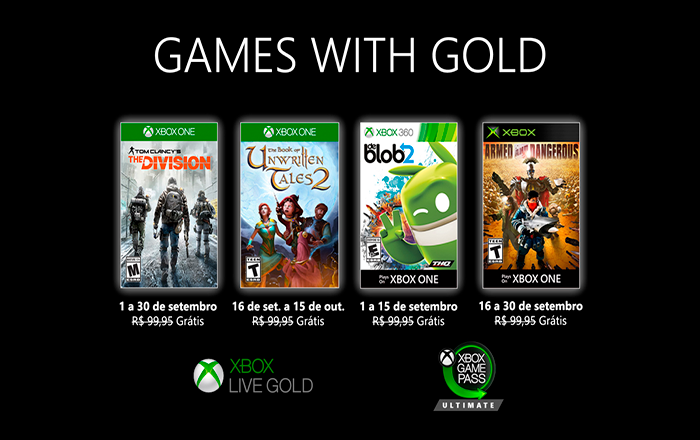 GAMES WITH GOLD
XBOX ONE
TOM CLANCY'S
THE DIVISION
M
XBOX ONE
THE BOOK OF
UNWRITTEN
TALES 2
T
XBOX 360
de
blob 2
E
THQ
Plays On XBOX ONE
XBOX
ARMED AND DANGEROUS
T
Plays On XBOX ONE
1 a 30 de setembro
R$ 99,95 Grátis
16 de set. a 15 de out.
R$ 99,95 Grátis
1 a 15 de setembro
R$ 99,95 Grátis
16 a 30 de setembro
R$ 99,95 Grátis
XBOX
LIVE GOLD
XBOX
GAME
PASS
ULTIMATE